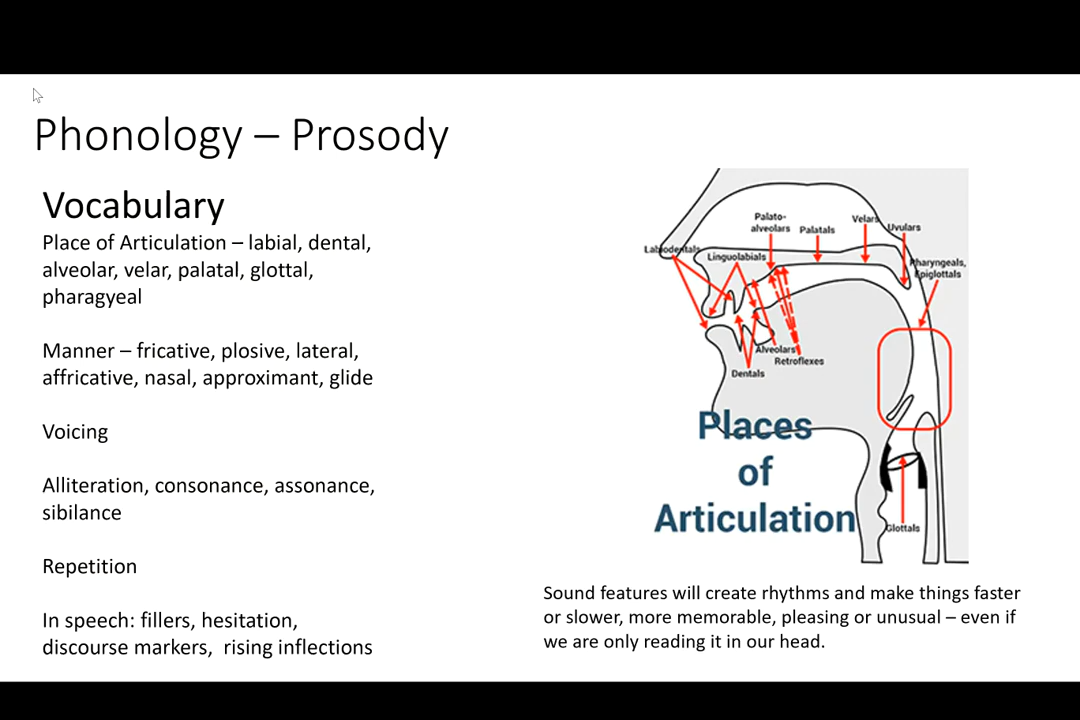 Phonology – Prosody
Vocabulary
Place of Articulation – labial, dental,
alveolar, velar, palatal, glottal,
pharagyeal
Manner – fricative, plosive, lateral,
affricative, nasal, approximant, glide
Voicing
Alliteration, consonance, assonance,
sibilance
Repetition
In speech: fillers, hesitation,
discourse markers,  rising inflections
Palato-
alveolars
Palatals
Velars
Uvulars
Labiodentals
Linguolabials
Pharyngeals,
Epiglottals
Alveolars
Retroflexes
Dentals
Places
of
Articulation
Glottals
Sound features will create rhythms and make things faster
or slower, more memorable, pleasing or unusual – even if
we are only reading it in our head.